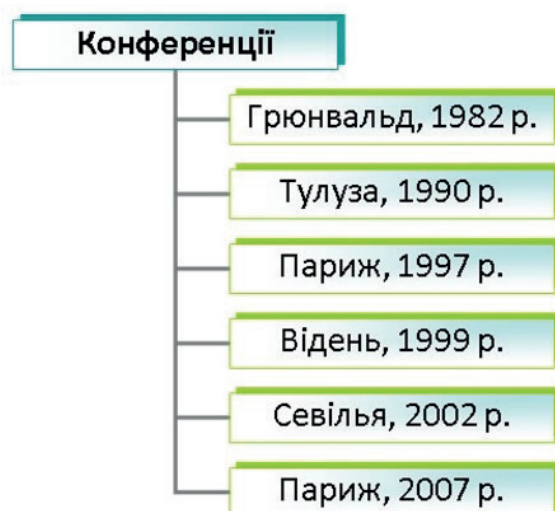 Конференції
Грюнвальд, 1982 р.
Тулуза, 1990 р.
Париж, 1997 р.
Відень, 1999 р.
Севілья, 2002 р.
Париж, 2007 р.